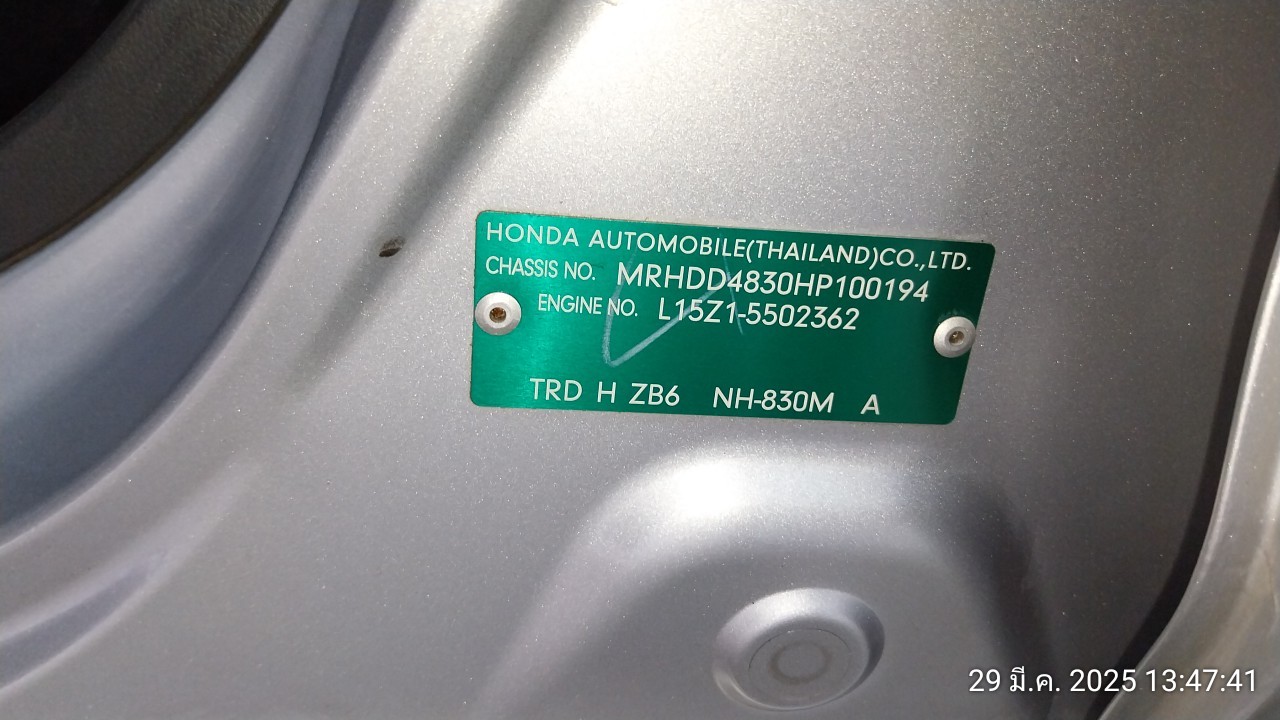 HONDA AUTOMOBILE(THAILAND)CO.,LTD.
CHASSIS NO. MRHDD4830HP100194
ENGINE NO. L15Z1-5502362
TRD H ZB6 NH-830M A
29 มี.ค. 2025 13:47:41